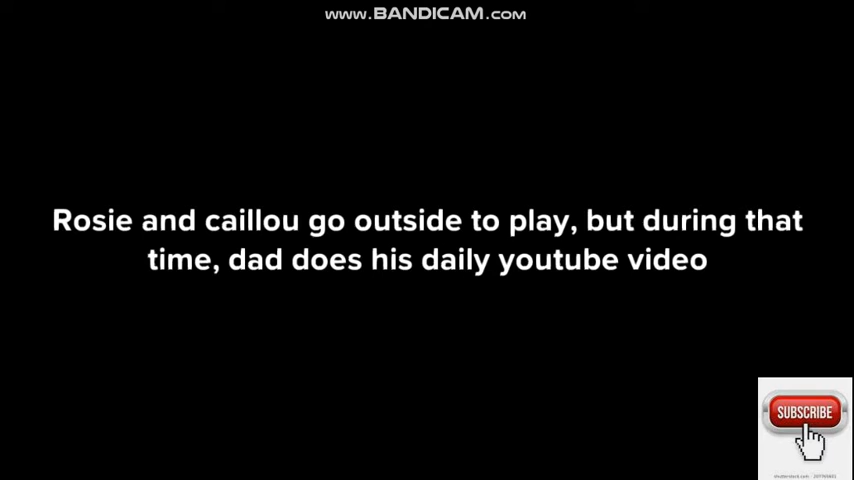 www.BANDICAM.com
Rosie and caillou go outside to play, but during that
time, dad does his daily youtube video
SUBSCRIBE